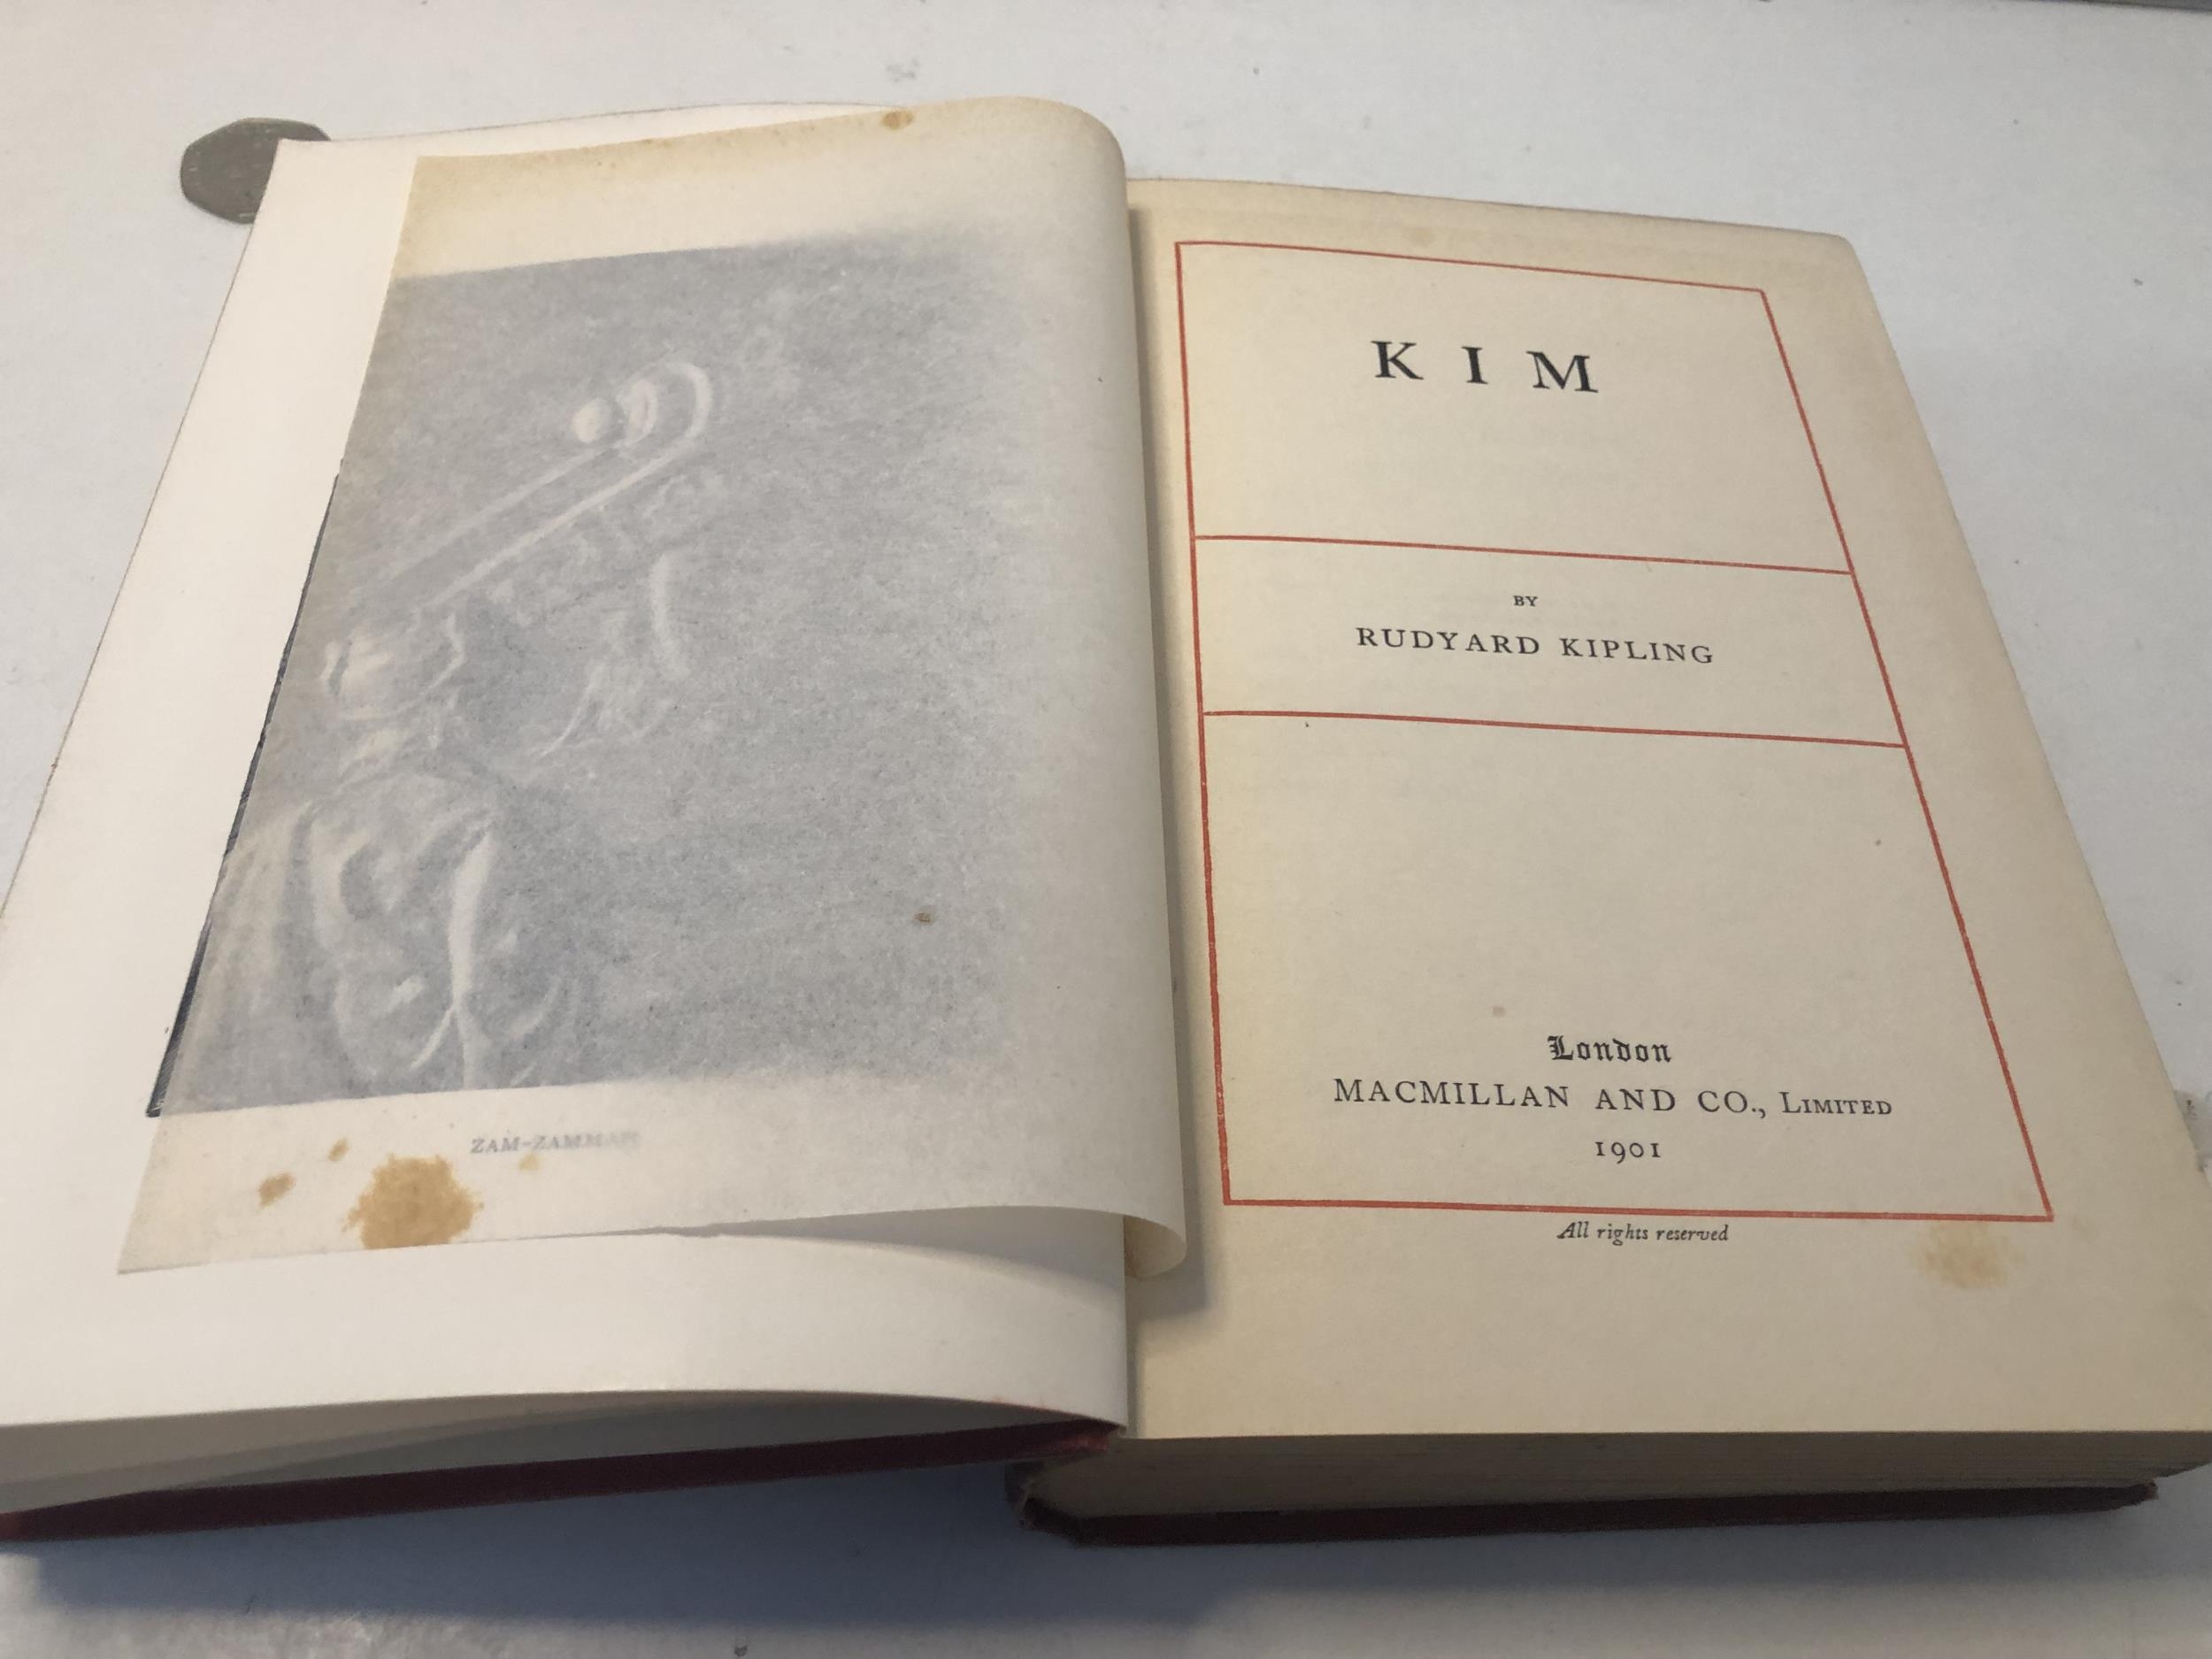 ZAM-ZAMMAH
KIM
BY
RUDYARD KIPLING
London
MACMILLAN AND CO., LIMITED
1901
All rights reserved